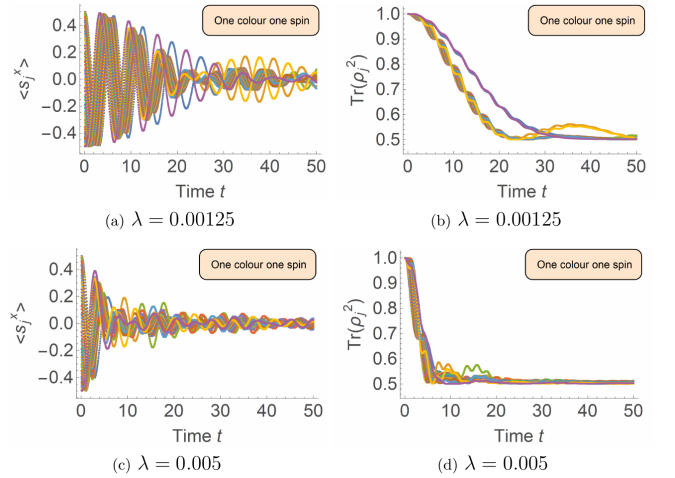 One colour one spin
<s_j^x>
0.4
0.2
0.0
−0.2
−0.4
0 10 20 30 40 50
Time t
(a) λ = 0.00125
One colour one spin
Tr(ρ_j^2)
1.0
0.9
0.8
0.7
0.6
0.5
0 10 20 30 40 50
Time t
(b) λ = 0.00125
One colour one spin
<s_j^x>
0.4
0.2
0.0
−0.2
−0.4
0 10 20 30 40 50
Time t
(c) λ = 0.005
One colour one spin
Tr(ρ_j^2)
1.0
0.9
0.8
0.7
0.6
0.5
0 10 20 30 40 50
Time t
(d) λ = 0.005